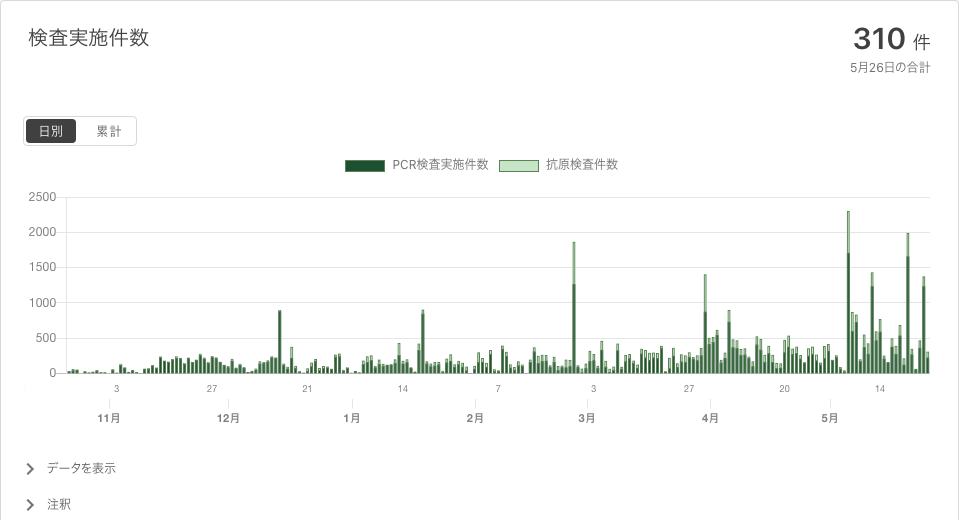 検査実施件数
310 件
5月26日の合計
日別 累計
PCR検査実施件数 抗原検査件数
2500
2000
1500
1000
500
0
3 27 21 14 7 3 27 20 14
11月 12月 1月 2月 3月 4月 5月
データを表示
注釈